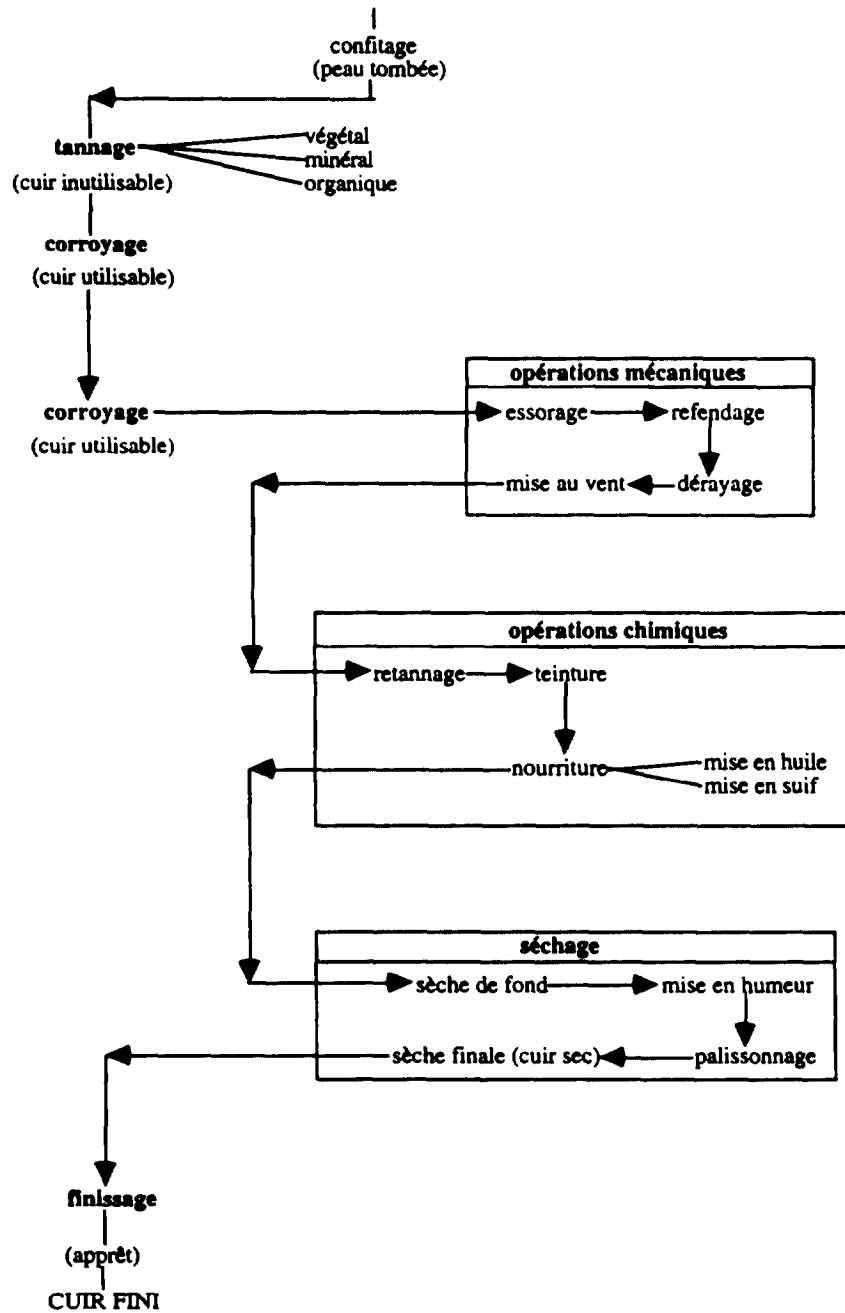 confitage
(peau tombée)
tannage
végétal
minéral
organique
(cuir inutilisable)
corroyage
(cuir utilisable)
corroyage
(cuir utilisable)
opérations mécaniques
essorage
refendage
dérayage
mise au vent
opérations chimiques
retannage
teinture
nourriture
mise en huile
mise en suif
séchage
sèche de fond
mise en humeur
palissonnage
sèche finale (cuir sec)
finissage
(apprêt)
CUIR FINI